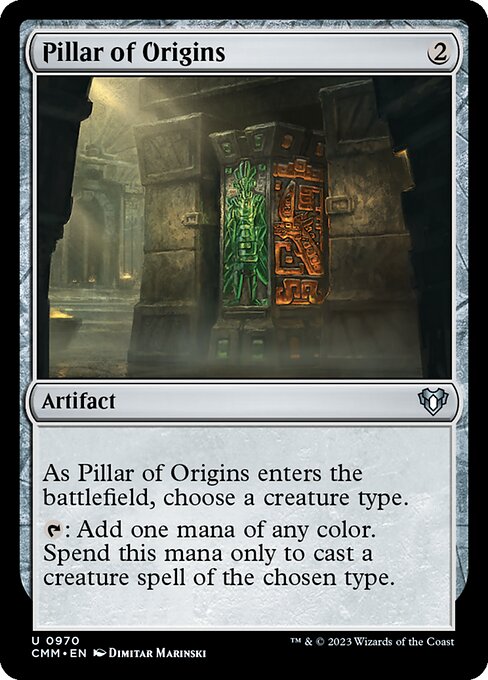 Pillar of Origins 2
Artifact
As Pillar of Origins enters the
battlefield, choose a creature type.
: Add one mana of any color.
Spend this mana only to cast a
creature spell of the chosen type.
U 0970
CMM • EN Dimitar Marinski
™ & © 2023 Wizards of the Coast